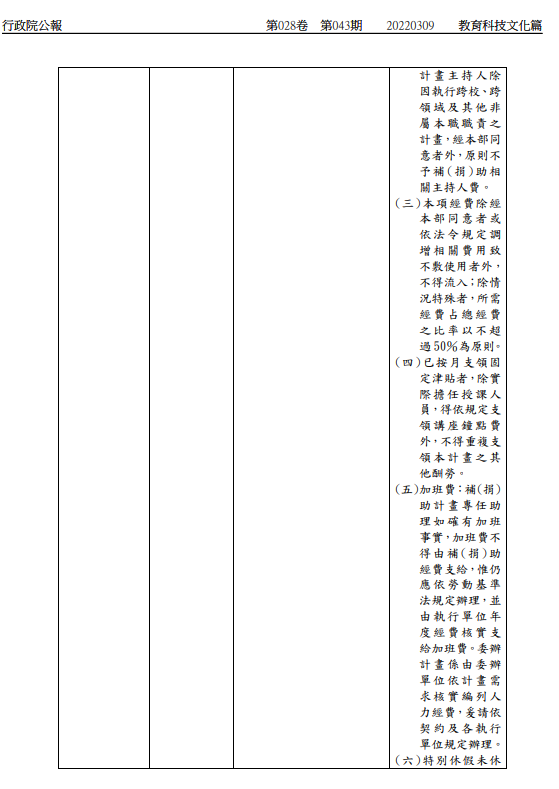 行政院公報 第028卷 第043期 20220309 教育科技文化篇
計畫主持人除
因執行跨校、跨
領域及其他非
屬本職職責之
計畫，經本部同
意者外，原則不
予補(捐)助相
關主持人費。
(三)本項經費除經
本部同意者或
依法令規定調
增相關費用致
不敷使用者外，
不得流入；除情
況特殊者，所需
經費占總經費
之比率以不超
過50%為原則。
(四)已按月支領固
定津貼者，除實
際擔任授課人
員，得依規定支
領講座鐘點費
外，不得重複支
領本計畫之其
他酬勞。
(五)加班費：補(捐)
助計畫專任助
理如確有加班
事實，加班費不
得由補(捐)助
經費支給，惟仍
應依勞動基準
法規定辦理，並
由執行單位年
度經費核實支
給加班費。委辦
計畫係由委辦
單位依計畫需
求核實編列人
力經費，爰請依
契約及各執行
單位規定辦理。
(六)特別休假未休